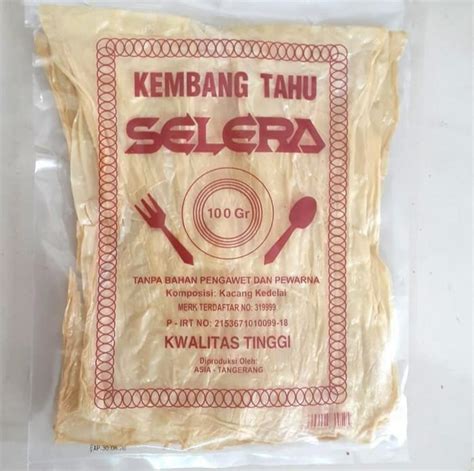 KEMBANG TAHU
SELERA
100 Gr
TANPA BAHAN PENGAWET DAN PEWARNA
Komposisi: Kacang Kedelai
MERK TERDAFTAR NO: 319999
P - IRT NO: 2153671010099-18
KWALITAS TINGGI
Diproduksi Oleh:
ASIA - TANGERANG